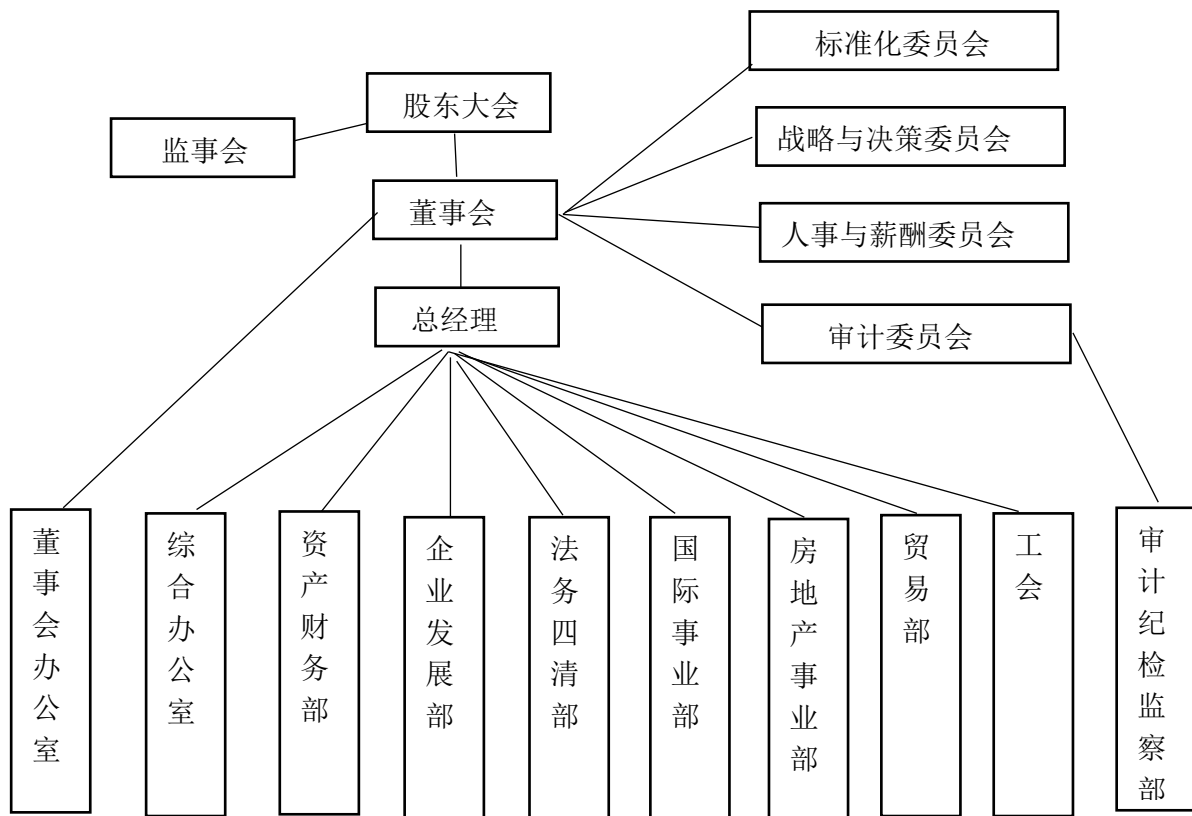 标准化委员会
股东大会
监事会
战略与决策委员会
董事会
人事与薪酬委员会
总经理
审计委员会
董事会办公室
综合办公室
资产财务部
企业发展部
法务四清部
国际事业部
房地产事业部
贸易部
工会
审计纪检监察部